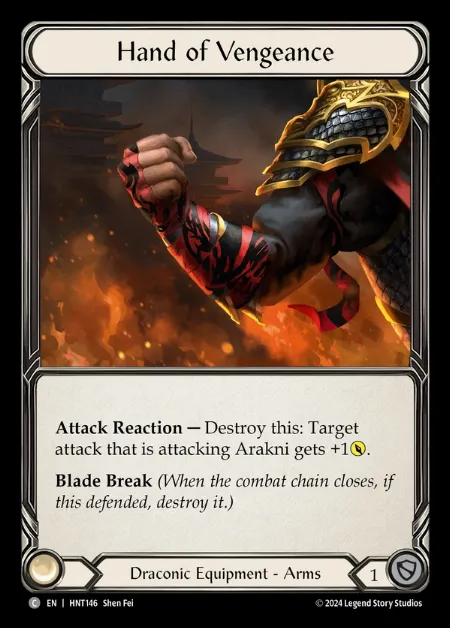 Hand of Vengeance
Attack Reaction — Destroy this: Target
attack that is attacking Arakni gets +1.
Blade Break (When the combat chain closes, if
this defended, destroy it.)
Draconic Equipment - Arms
1
C EN | HNT146 Shen Fei
© 2024 Legend Story Studios